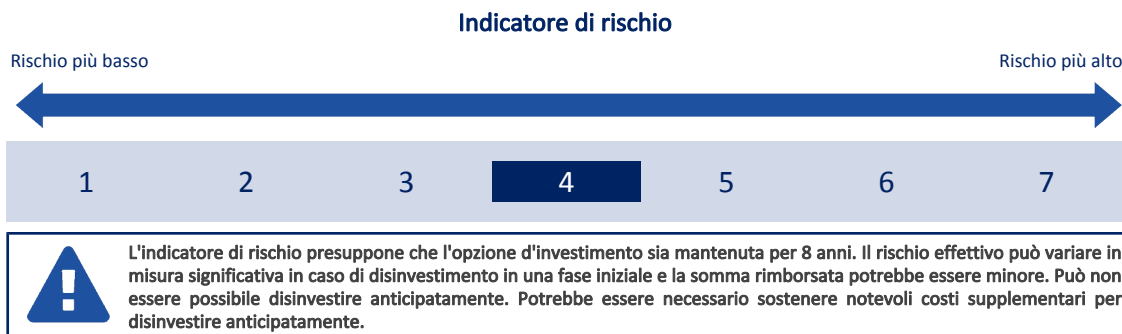 Indicatore di rischio
Rischio più basso
Rischio più alto
1 2 3 4 5 6 7
L'indicatore di rischio presuppone che l'opzione d'investimento sia mantenuta per 8 anni. Il rischio effettivo può variare in
misura significativa in caso di disinvestimento in una fase iniziale e la somma rimborsata potrebbe essere minore. Può non
essere possibile disinvestire anticipatamente. Potrebbe essere necessario sostenere notevoli costi supplementari per
disinvestire anticipatamente.